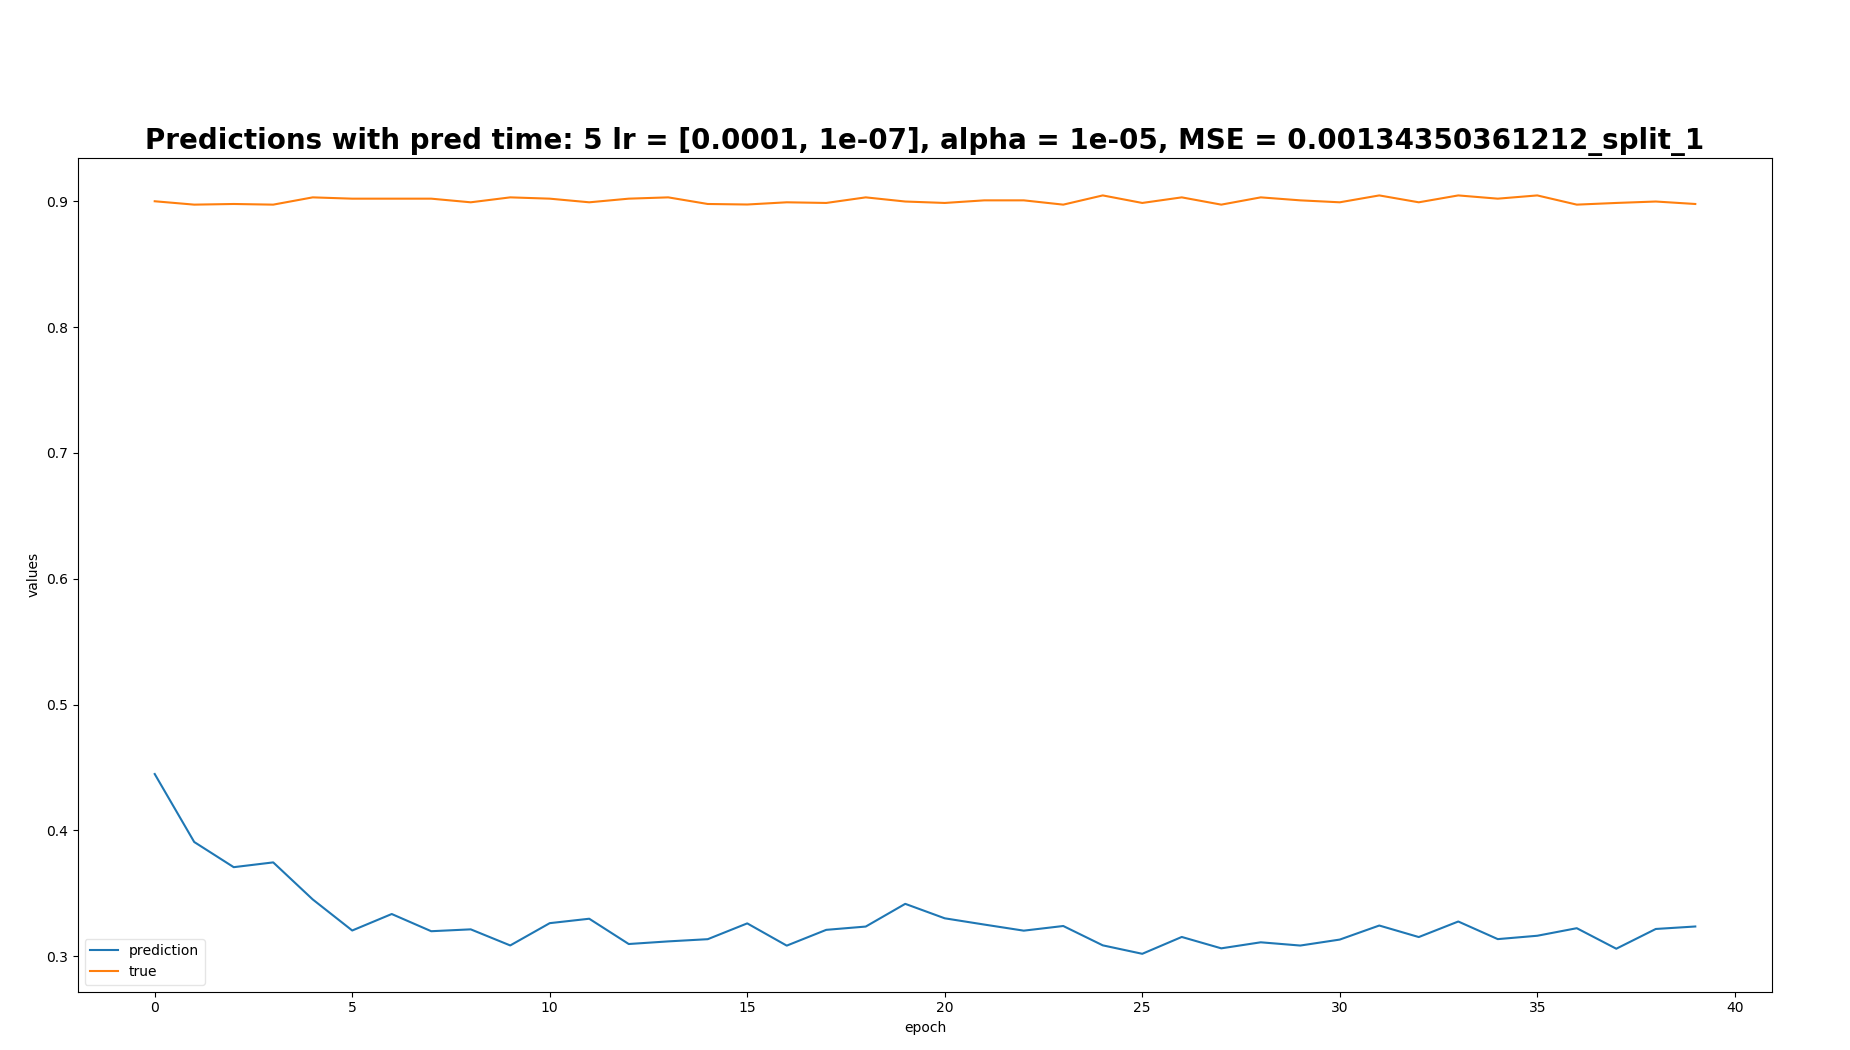 Predictions with pred time: 5 lr = [0.0001, 1e-07], alpha = 1e-05, MSE = 0.00134350361212_split_1
0.9
0.8
0.7
0.6
0.5
0.4
0.3
values
prediction
true
0 5 10 15 20 25 30 35 40
epoch